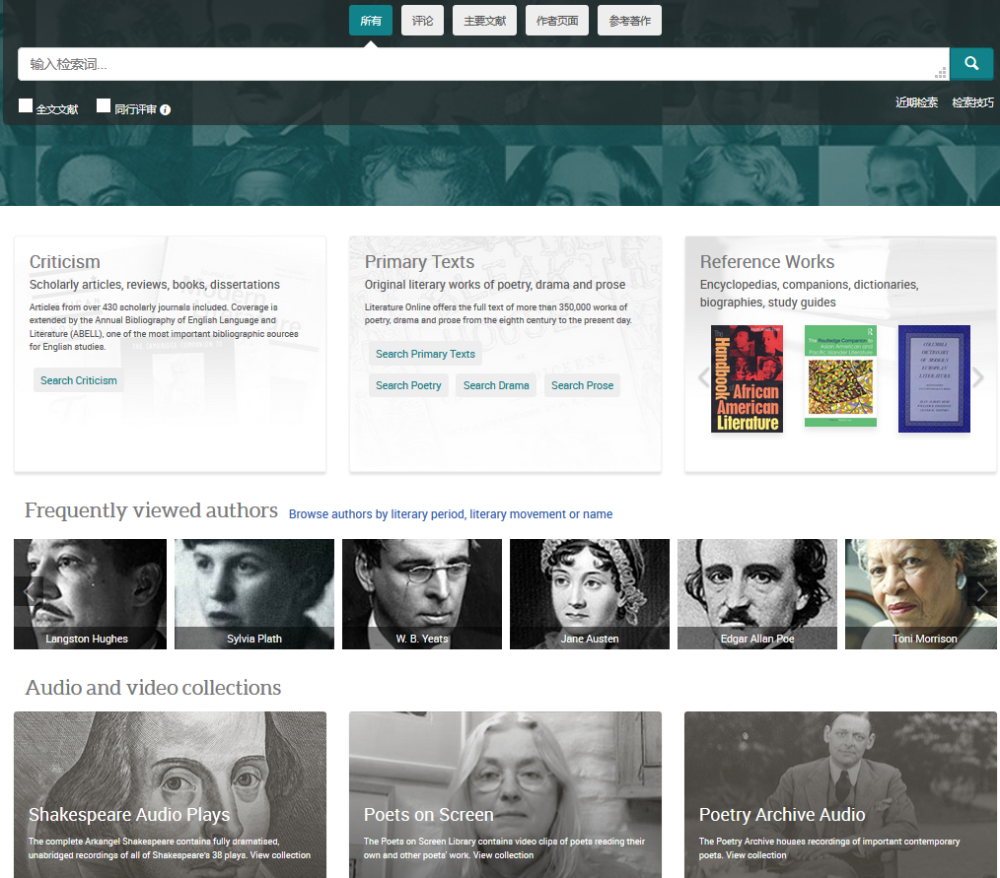 所有 评论 主要文献 作者页面 参考著作
输入检索词...
全文文献 同行评审
近期检索 检索技巧
Criticism
Scholarly articles, reviews, books, dissertations
Articles from over 430 scholarly journals included. Coverage is
extended by the Annual Bibliography of English Language and
Literature (ABELL), one of the most important bibliographic sources
for English studies.
Search Criticism
Primary Texts
Original literary works of poetry, drama and prose
Literature Online offers the full text of more than 350,000 works of
poetry, drama and prose from the eighth century to the present day.
Search Primary Texts
Search Poetry Search Drama Search Prose
Reference Works
Encyclopedias, companions, dictionaries,
biographies, study guides
The
Handbook
of
African
American
Literature
The Routledge Companion to
Asian American and
Pacific Islander Literature
COLUMBIA
DICTIONARY
OF MODERN
EUROPEAN
LITERATURE
Frequently viewed authors Browse authors by literary period, literary movement or name
Langston Hughes
Sylvia Plath
W. B. Yeats
Jane Austen
Edgar Allan Poe
Toni Morrison
Audio and video collections
Shakespeare Audio Plays
The complete Arkangel Shakespeare contains fully dramatised,
unabridged recordings of all of Shakespeare's 38 plays. View collection
Poets on Screen
The Poets on Screen Library contains video clips of poets reading their
own and other poets' work. View collection
Poetry Archive Audio
The Poetry Archive houses recordings of important contemporary
poets. View collection